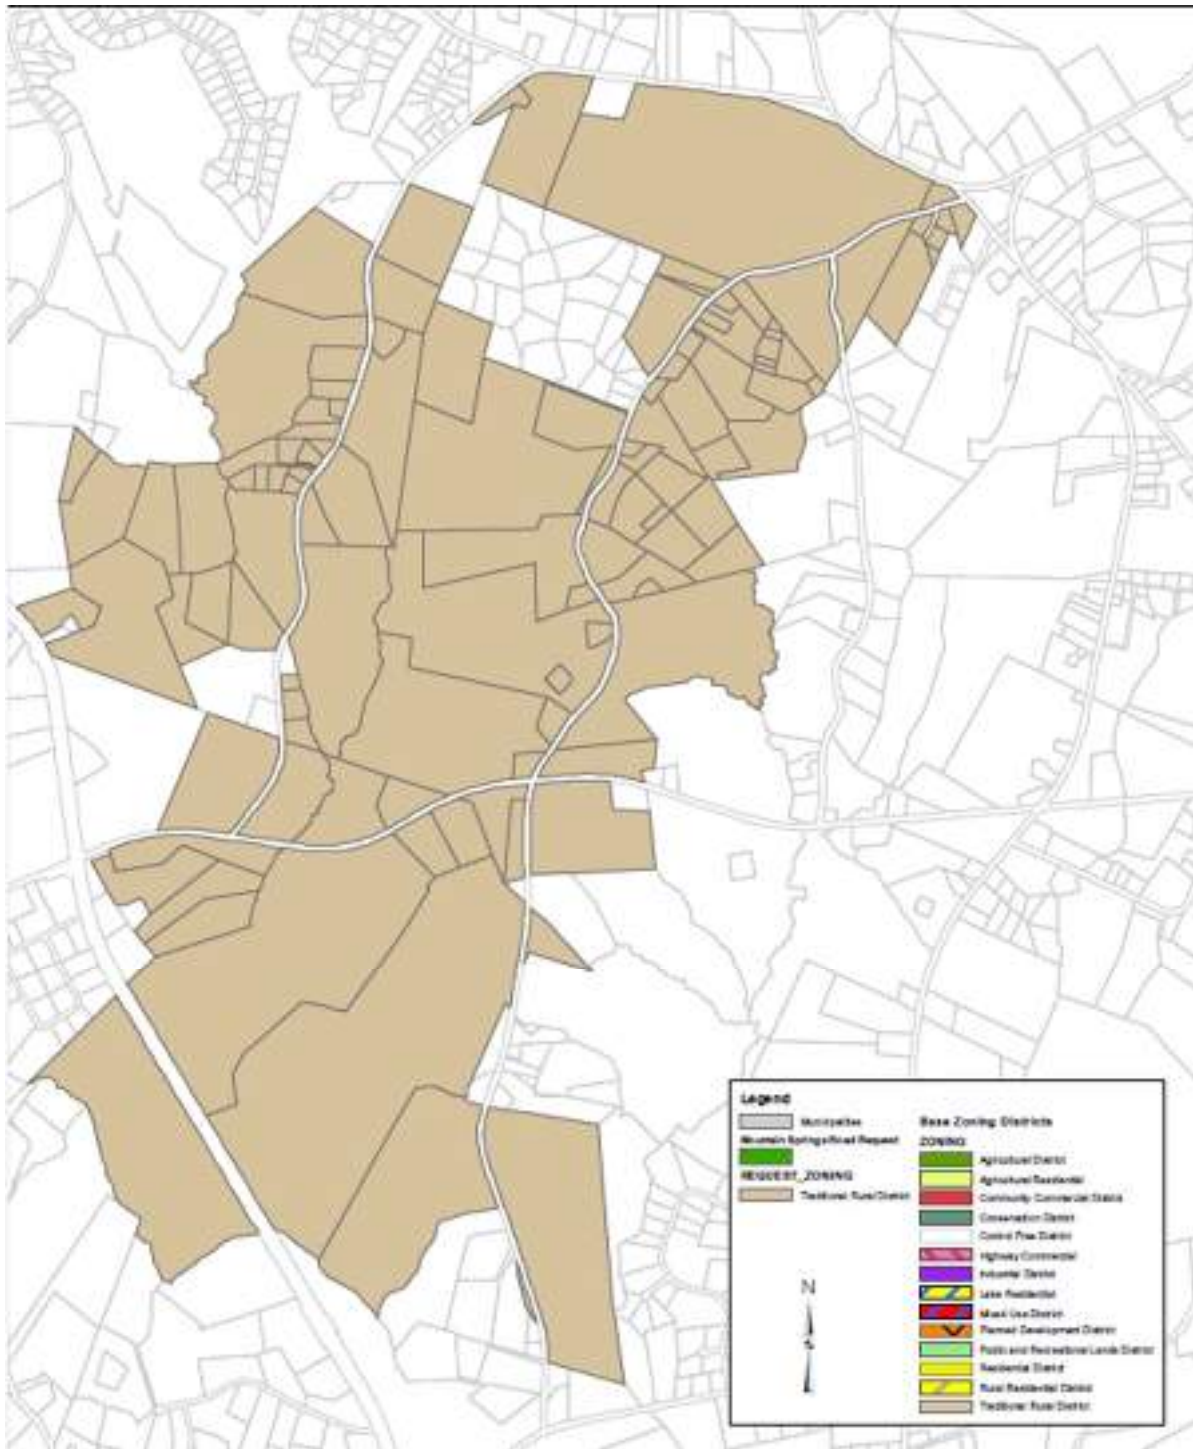 Legend
Municipalities
Mountain Springs Road Request
REQUEST_ZONING
Traditional Rural District
N
Base Zoning Districts
ZONING
Agricultural District
Agricultural Residential
Community Commercial District
Conservation District
Control Free District
Highway Commercial
Industrial District
Lake Residential
Mixed Use District
Planned Development District
Public and Recreational Lands District
Residential District
Rural Residential District
Traditional Rural District